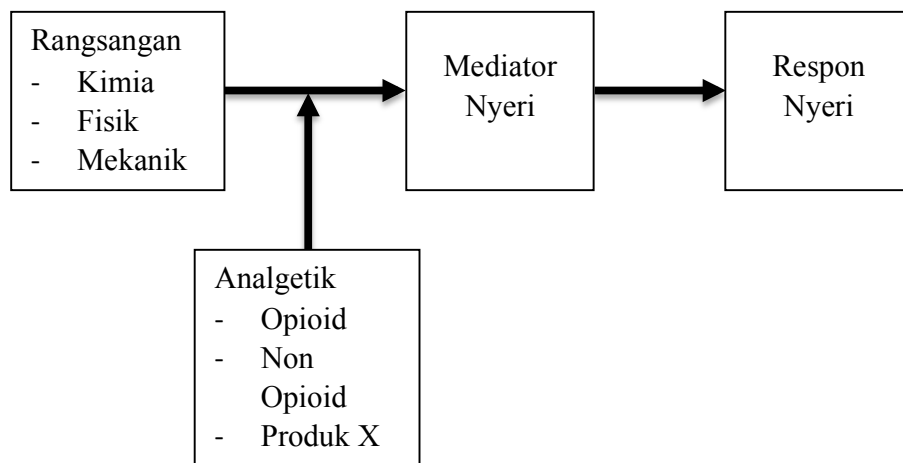 Rangsangan
- Kimia
- Fisik
- Mekanik
Mediator
Nyeri
Respon
Nyeri
Analgetik
- Opioid
- Non
Opioid
- Produk X